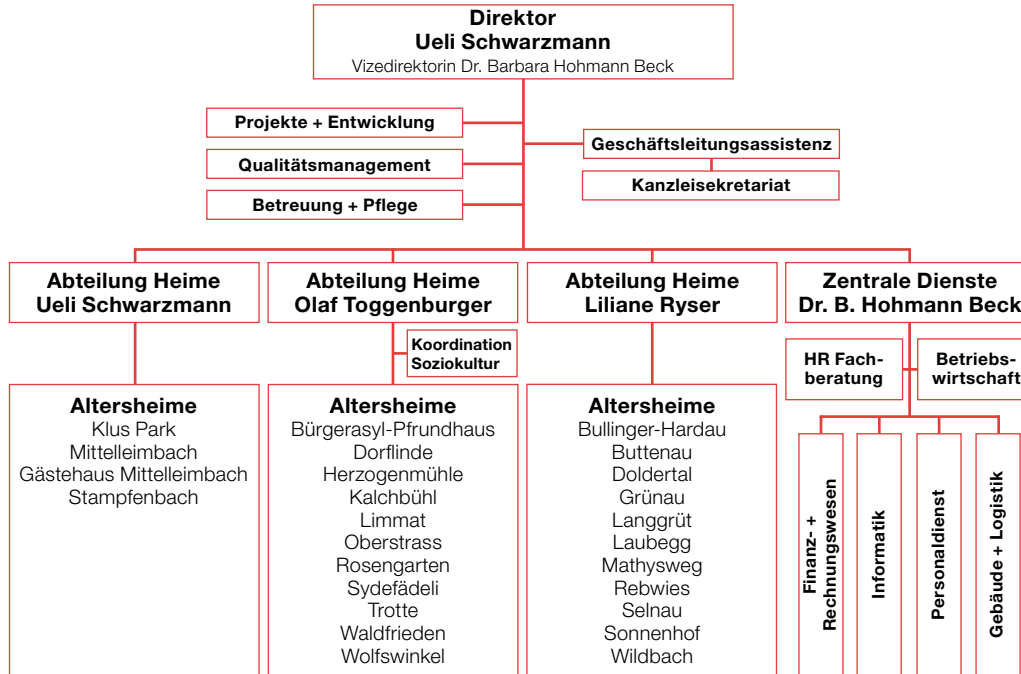 Direktor
Ueli Schwarzmann
Vizedirektorin Dr. Barbara Hohmann Beck
Projekte + Entwicklung
Qualitätsmanagement
Betreuung + Pflege
Geschäftsleitungsassistenz
Kanzleisekretariat
Abteilung Heime
Ueli Schwarzmann
Altersheime
Klus Park
Mittelleimbach
Gästehaus Mittelleimbach
Stampfenbach
Abteilung Heime
Olaf Toggenburger
Koordination
Soziokultur
Altersheime
Bürgerasyl-Pfrundhaus
Dorflinde
Herzogenmühle
Kalchbühl
Limmat
Oberstrass
Rosengarten
Sydefädeli
Trotte
Waldfrieden
Wolfswinkel
Abteilung Heime
Liliane Ryser
Altersheime
Bullinger-Hardau
Buttenau
Doldertal
Grünau
Langgrüt
Laubegg
Mathysweg
Rebwies
Selnau
Sonnenhof
Wildbach
Zentrale Dienste
Dr. B. Hohmann Beck
HR Fach-
beratung
Betriebs-
wirtschaft
Finanz- +
Rechnungswesen
Informatik
Personaldienst
Gebäude + Logistik